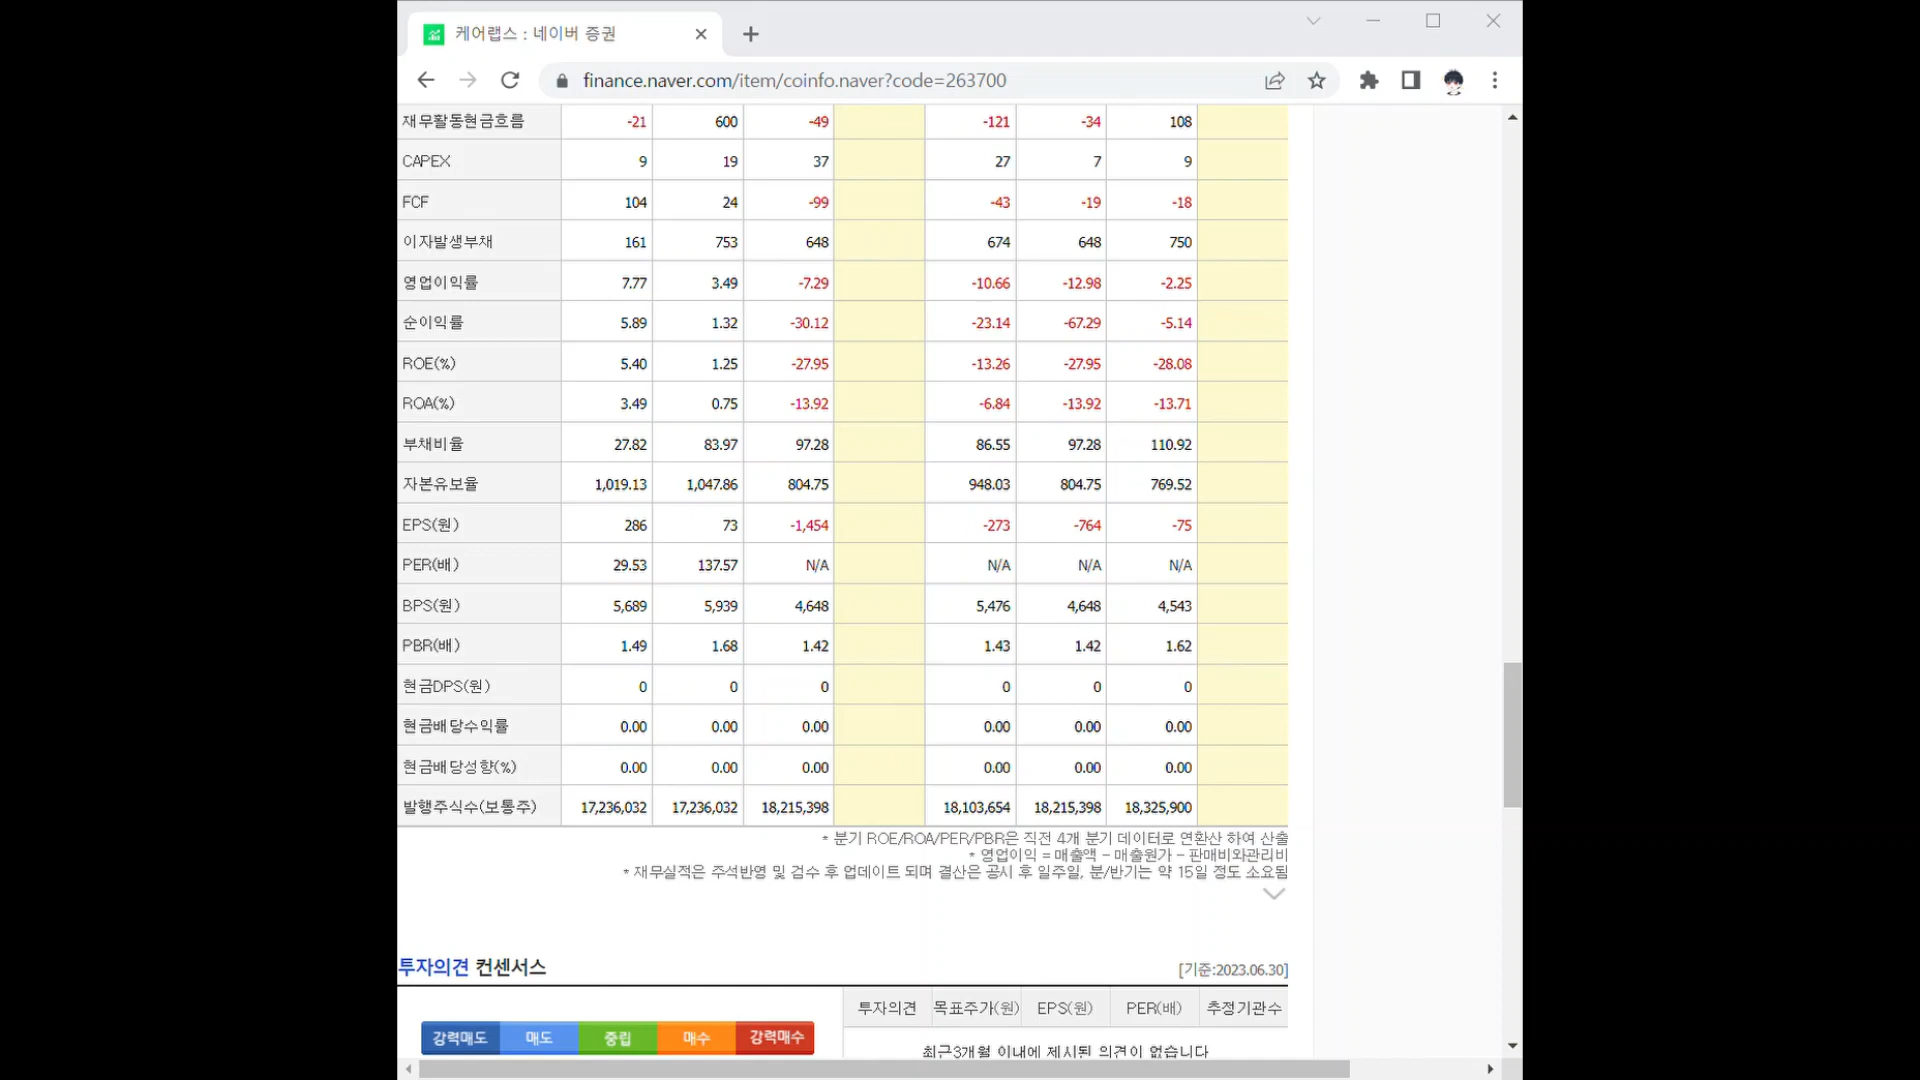 케어랩스 : 네이버 증권
finance.naver.com/item/coinfo.naver?code=263700
재무활동현금흐름 -21 600 -49 -121 -34 108
CAPEX 9 19 37 27 7 9
FCF 104 24 -99 -43 -19 -18
이자발생부채 161 753 648 674 648 750
영업이익률 7.77 3.49 -7.29 -10.66 -12.98 -2.25
순이익률 5.89 1.32 -30.12 -23.14 -67.29 -5.14
ROE(%) 5.40 1.25 -27.95 -13.26 -27.95 -28.08
ROA(%) 3.49 0.75 -13.92 -6.84 -13.92 -13.71
부채비율 27.82 83.97 97.28 86.55 97.28 110.92
자본유보율 1,019.13 1,047.86 804.75 948.03 804.75 769.52
EPS(원) 286 73 -1,454 -273 -764 -75
PER(배) 29.53 137.57 N/A N/A N/A N/A
BPS(원) 5,689 5,939 4,648 5,476 4,648 4,543
PBR(배) 1.49 1.68 1.42 1.43 1.42 1.62
현금DPS(원) 0 0 0 0 0 0
현금배당수익률 0.00 0.00 0.00 0.00 0.00 0.00
현금배당성향(%) 0.00 0.00 0.00 0.00 0.00 0.00
발행주식수(보통주) 17,236,032 17,236,032 18,215,398 18,103,654 18,215,398 18,325,900
* 분기 ROE/ROA/PER/PBR은 직전 4개 분기 데이터로 연환산 하여 산출
* 영업이익 = 매출액 - 매출원가 - 판매비와관리비
* 재무실적은 주석반영 및 검수 후 업데이트 되며 결산은 공시 후 일주일, 분/반기는 약 15일 정도 소요됨
투자의견 컨센서스 [기준:2023.06.30]
투자의견 목표주가(원) EPS(원) PER(배) 추정기관수
강력매도 매도 중립 매수 강력매수
최근3개월 이내에 제시된 의견이 없습니다